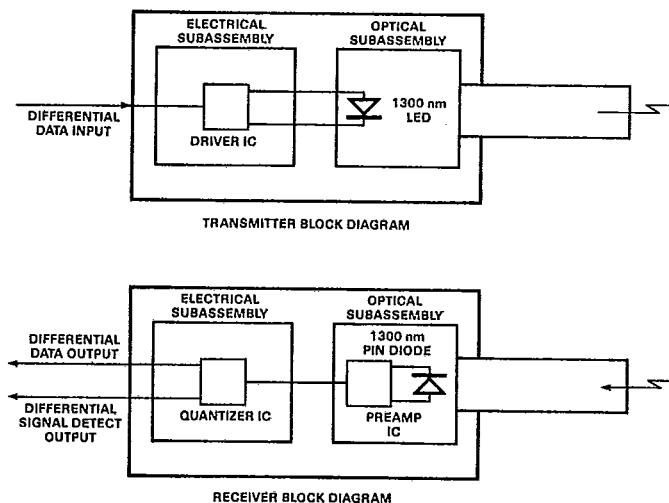 ELECTRICAL
SUBASSEMBLY
OPTICAL
SUBASSEMBLY
1300 nm
LED
DIFFERENTIAL
DATA INPUT
DRIVER IC
TRANSMITTER BLOCK DIAGRAM
ELECTRICAL
SUBASSEMBLY
OPTICAL
SUBASSEMBLY
DIFFERENTIAL
DATA OUTPUT
1300 nm
PIN DIODE
DIFFERENTIAL
SIGNAL DETECT
OUTPUT
QUANTIZER IC
PREAMP
IC
RECEIVER BLOCK DIAGRAM